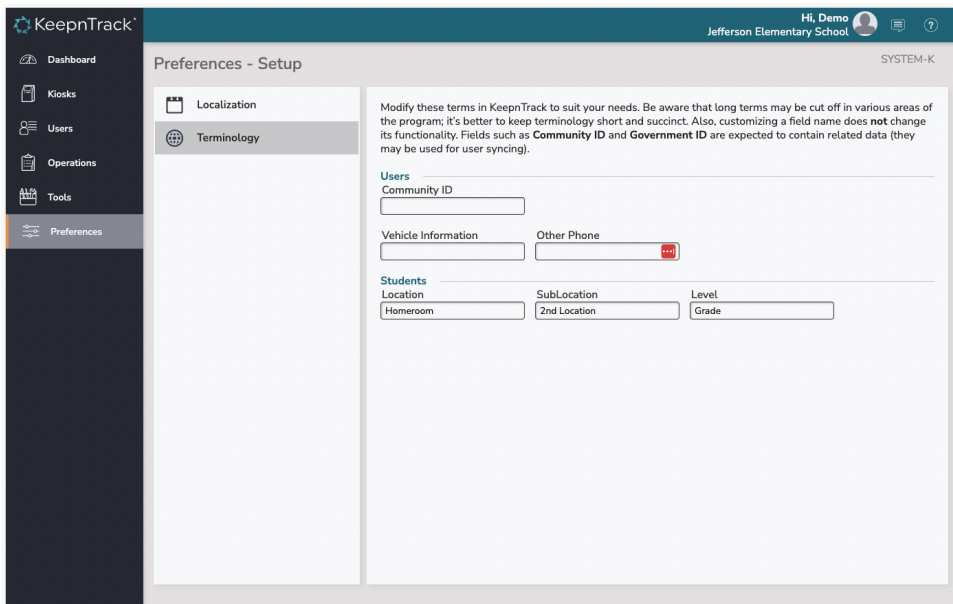 KeepnTrack
Hi, Demo
Jefferson Elementary School
?
Dashboard
Kiosks
Users
Operations
Tools
Preferences
Preferences - Setup
SYSTEM-K
Localization
Terminology
Modify these terms in KeepnTrack to suit your needs. Be aware that long terms may be cut off in various areas of
the program; it's better to keep terminology short and succinct. Also, customizing a field name does not change
its functionality. Fields such as Community ID and Government ID are expected to contain related data (they
may be used for user syncing).
Users
Community ID
Vehicle Information Other Phone
Students
Location SubLocation Level
Homeroom 2nd Location Grade